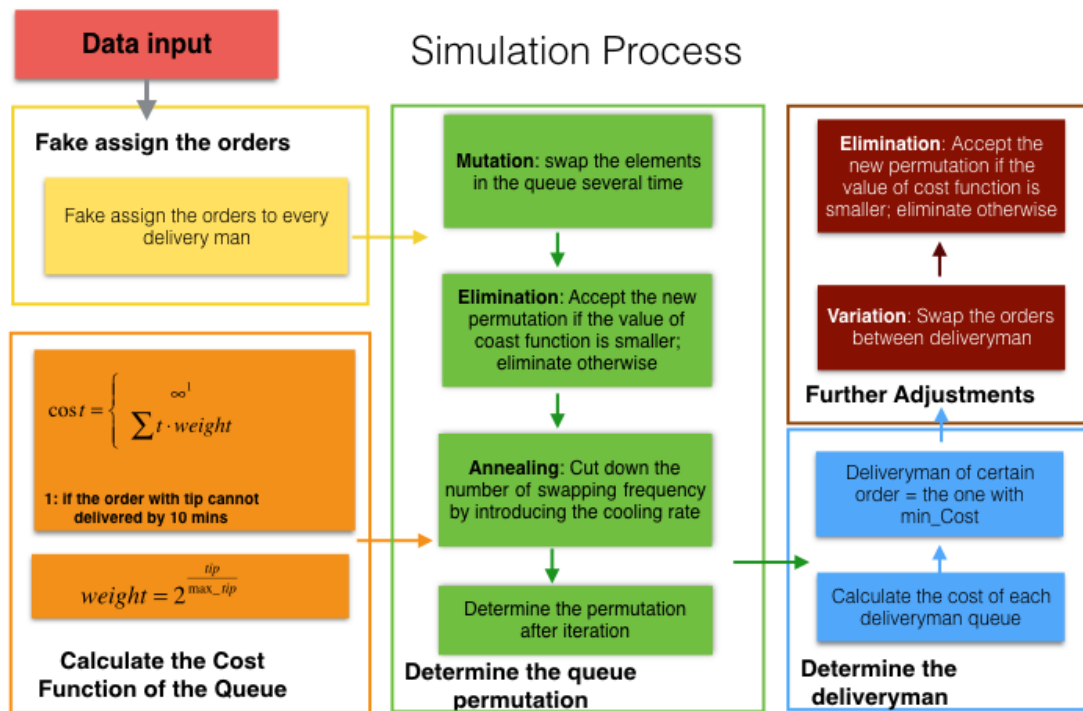 Data input
Simulation Process
Fake assign the orders
Fake assign the orders to every
delivery man
cos t = { ∞¹
∑ t · weight
1: if the order with tip cannot
delivered by 10 mins
weight = 2^(tip / max_tip)
Calculate the Cost
Function of the Queue
Mutation: swap the elements
in the queue several time
Elimination: Accept the new
permutation if the value of
coast function is smaller;
eliminate otherwise
Annealing: Cut down the
number of swapping frequency
by introducing the cooling rate
Determine the permutation
after iteration
Determine the queue
permutation
Elimination: Accept the
new permutation if the
value of cost function is
smaller; eliminate otherwise
Variation: Swap the orders
between deliveryman
Further Adjustments
Deliveryman of certain
order = the one with
min_Cost
Calculate the cost of each
deliveryman queue
Determine the
deliveryman